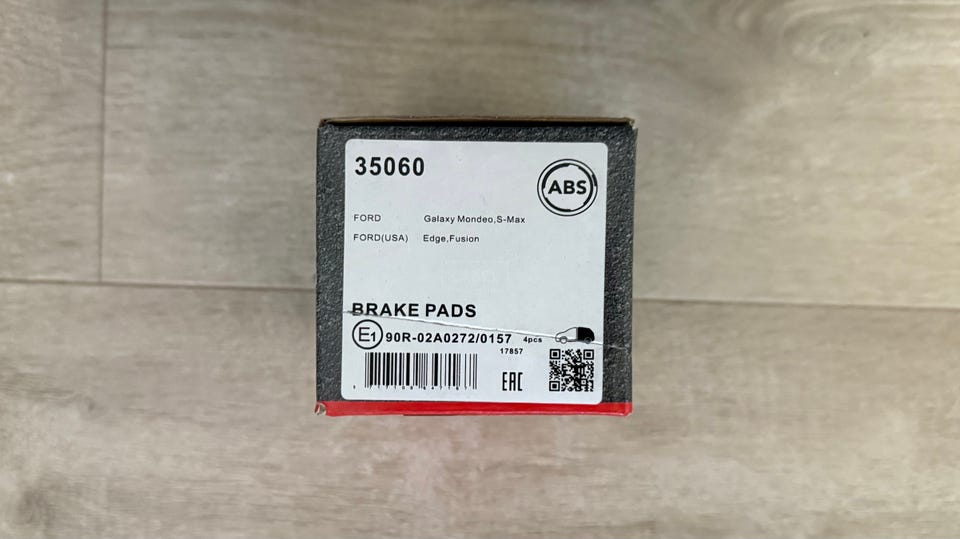 35060
ABS
FORD Galaxy Mondeo,S-Max
FORD(USA) Edge,Fusion
BRAKE PADS
E1 90R-02A0272/0157 4pcs
17857
EAC